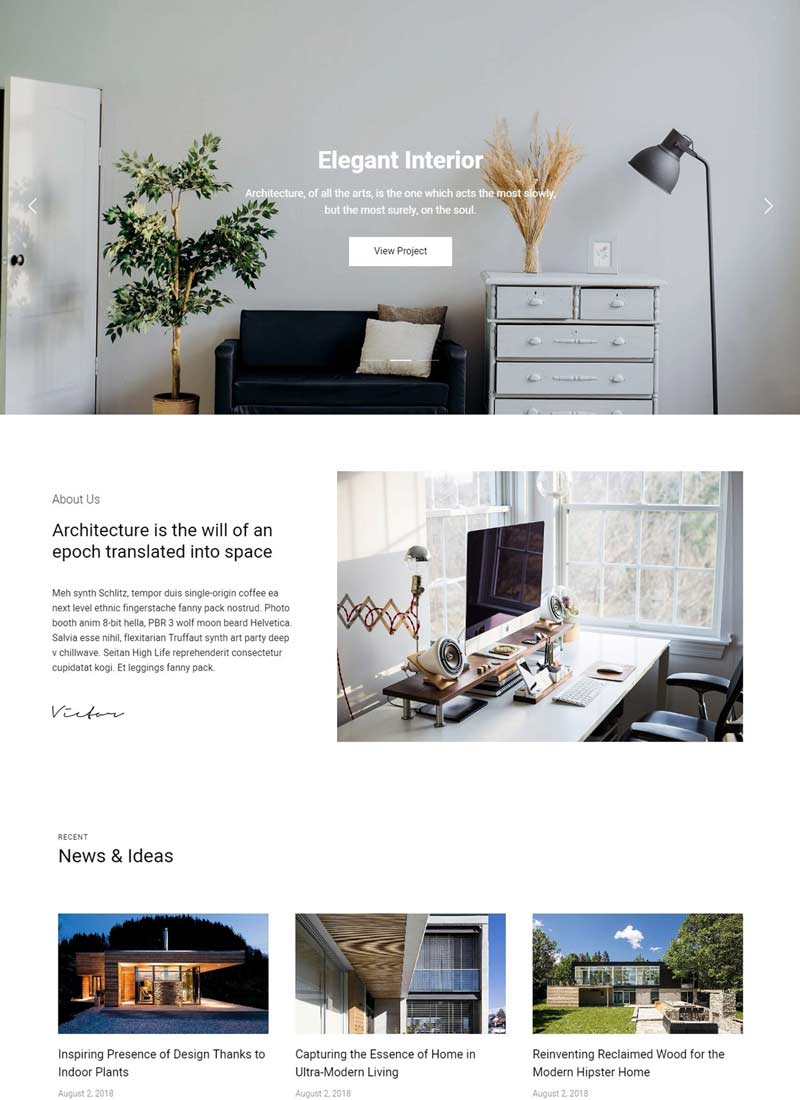 Elegant Interior
Architecture, of all the arts, is the one which acts the most slowly,
but the most surely, on the soul.
View Project
About Us
Architecture is the will of an
epoch translated into space
Meh synth Schlitz, tempor duis single-origin coffee ea
next level ethnic fingerstache fanny pack nostrud. Photo
booth anim 8-bit hella, PBR 3 wolf moon beard Helvetica.
Salvia esse nihil, flexitarian Truffaut synth art party deep
v chillwave. Seitan High Life reprehenderit consectetur
cupidatat kogi. Et leggings fanny pack.
Victor
RECENT
News & Ideas
Inspiring Presence of Design Thanks to
Indoor Plants
August 2, 2018
Capturing the Essence of Home in
Ultra-Modern Living
August 2, 2018
Reinventing Reclaimed Wood for the
Modern Hipster Home
August 2, 2018